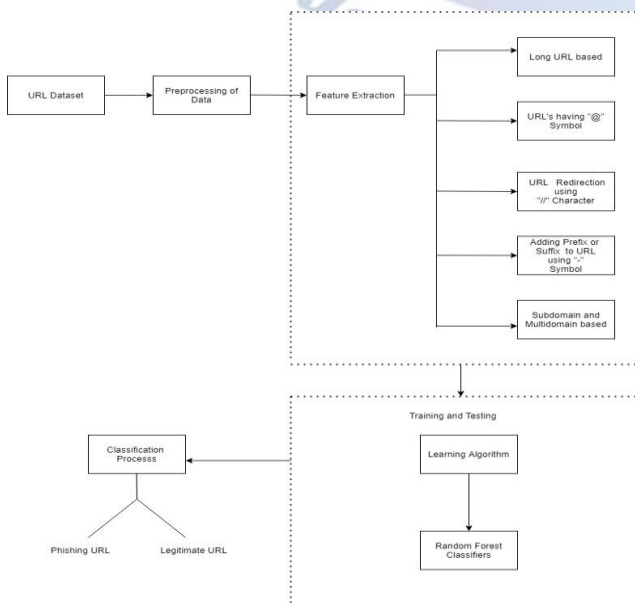 URL Dataset
Preprocessing of
Data
Feature Extraction
Long URL based
URL's having "@"
Symbol
URL Redirection
using
"//" Character
Adding Prefix or
Suffix to URL
using "-"
Symbol
Subdomain and
Multidomain based
Training and Testing
Learning Algorithm
Random Forest
Classifiers
Classification
Processs
Phishing URL
Legitimate URL